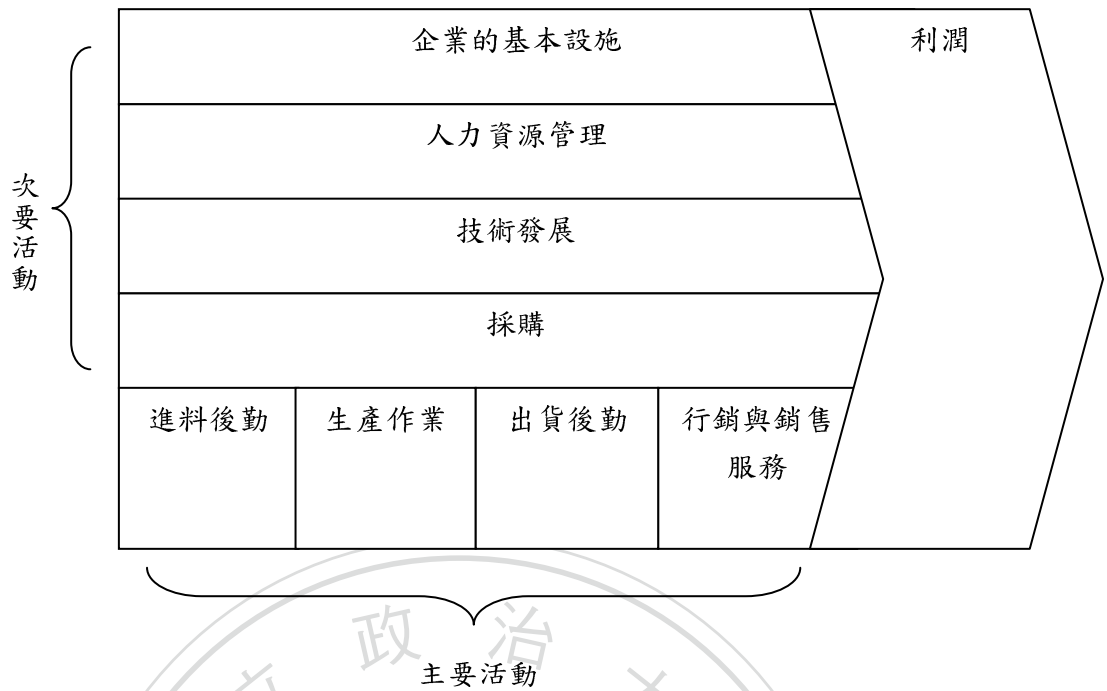 企業的基本設施
利潤
人力資源管理
次要活動
技術發展
採購
進料後勤
生產作業
出貨後勤
行銷與銷售
服務
主要活動
政治